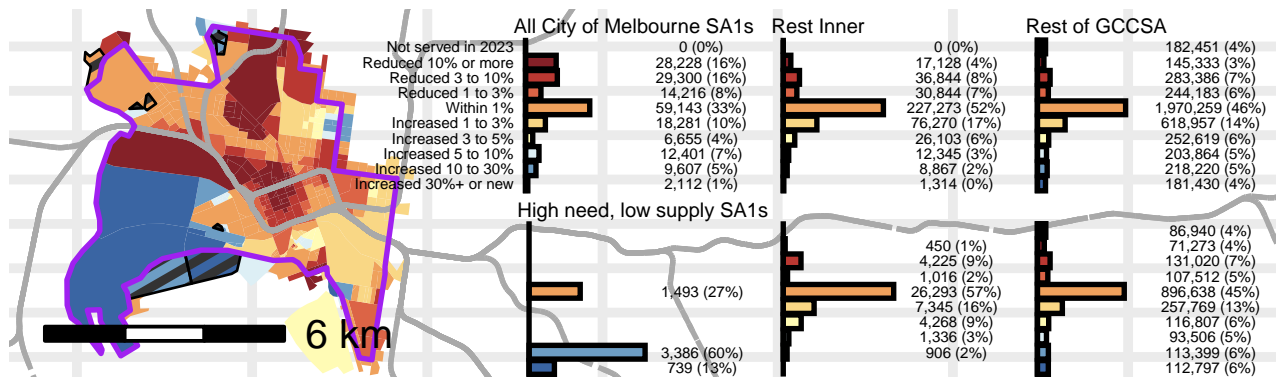 All City of Melbourne SA1s Rest Inner Rest of GCCSA
Not served in 2023 0 (0%) 0 (0%) 182,451 (4%)
Reduced 10% or more 28,228 (16%) 17,128 (4%) 145,333 (3%)
Reduced 3 to 10% 29,300 (16%) 36,844 (8%) 283,386 (7%)
Reduced 1 to 3% 14,216 (8%) 30,844 (7%) 244,183 (6%)
Within 1% 59,143 (33%) 227,273 (52%) 1,970,259 (46%)
Increased 1 to 3% 18,281 (10%) 76,270 (17%) 618,957 (14%)
Increased 3 to 5% 6,655 (4%) 26,103 (6%) 252,619 (6%)
Increased 5 to 10% 12,401 (7%) 12,345 (3%) 203,864 (5%)
Increased 10 to 30% 9,607 (5%) 8,867 (2%) 218,220 (5%)
Increased 30%+ or new 2,112 (1%) 1,314 (0%) 181,430 (4%)
High need, low supply SA1s
86,940 (4%)
450 (1%) 71,273 (4%)
4,225 (9%) 131,020 (7%)
1,016 (2%) 107,512 (5%)
1,493 (27%) 26,293 (57%) 896,638 (45%)
7,345 (16%) 257,769 (13%)
4,268 (9%) 116,807 (6%)
1,336 (3%) 93,506 (5%)
3,386 (60%) 906 (2%) 113,399 (6%)
739 (13%) 112,797 (6%)
6 km